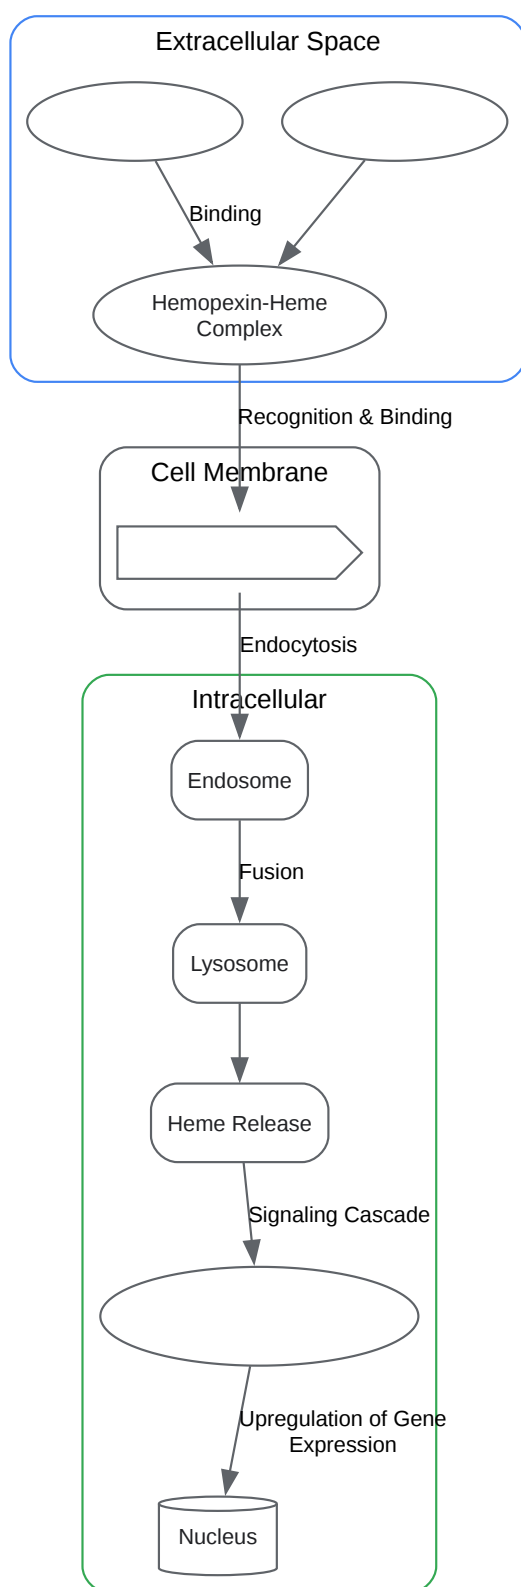 Extracellular Space
Binding
Hemopexin-Heme
Complex
Recognition & Binding
Cell Membrane
Endocytosis
Intracellular
Endosome
Fusion
Lysosome
Heme Release
Signaling Cascade
Upregulation of Gene
Expression
Nucleus